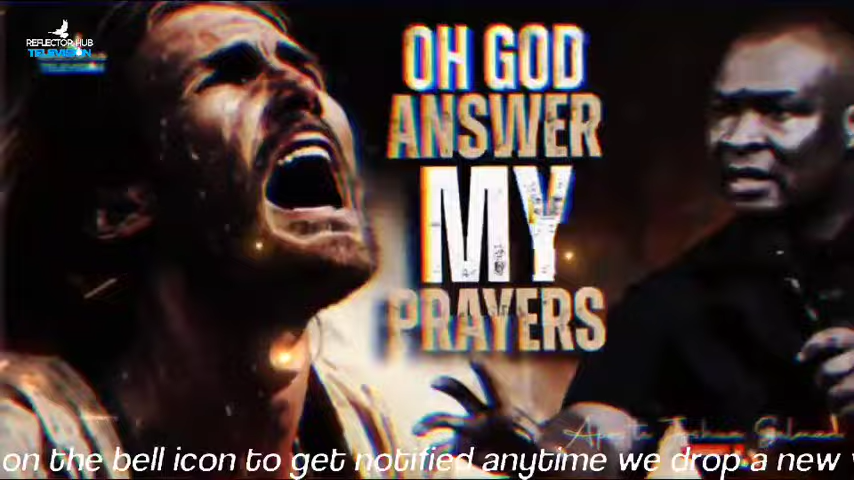 REFLECTOR HUB
TELEVISION
TELEVISION
OH GOD
ANSWER
MY
PRAYERS
on the bell icon to get notified anytime we drop a new